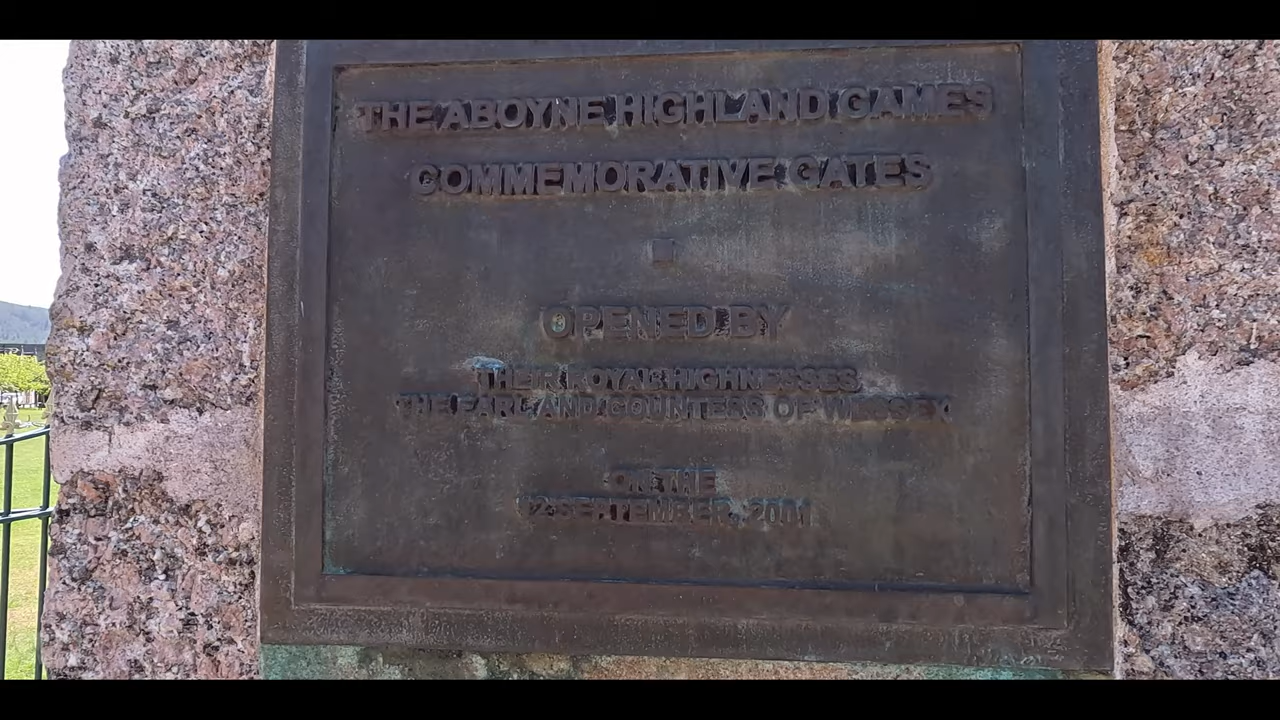 THE ABOYNE HIGHLAND GAMES
COMMEMORATIVE GATES
OPENED BY
THEIR ROYAL HIGHNESSES
THE EARL AND COUNTESS OF WESSEX
ON THE
12 SEPTEMBER, 2001